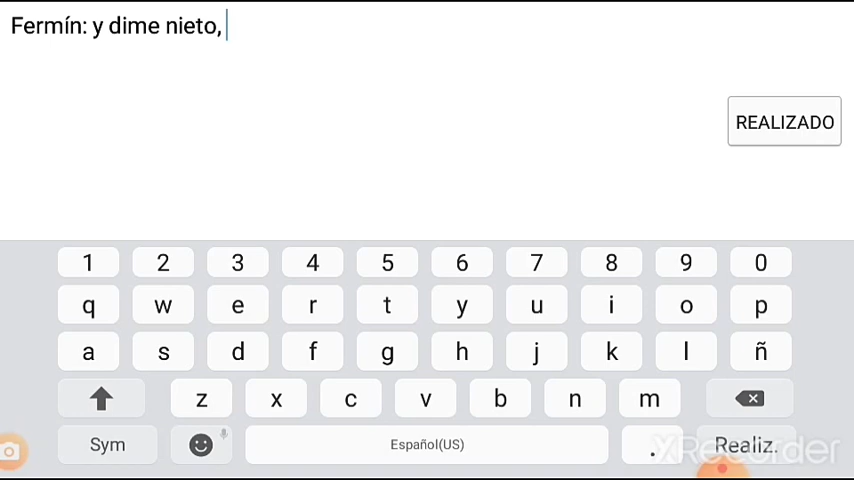 Fermín: y dime nieto,
REALIZADO
1 2 3 4 5 6 7 8 9 0
q w e r t y u i o p
a s d f g h j k l ñ
z x c v b n m
Sym Español(US) . Realiz.
XRecorder